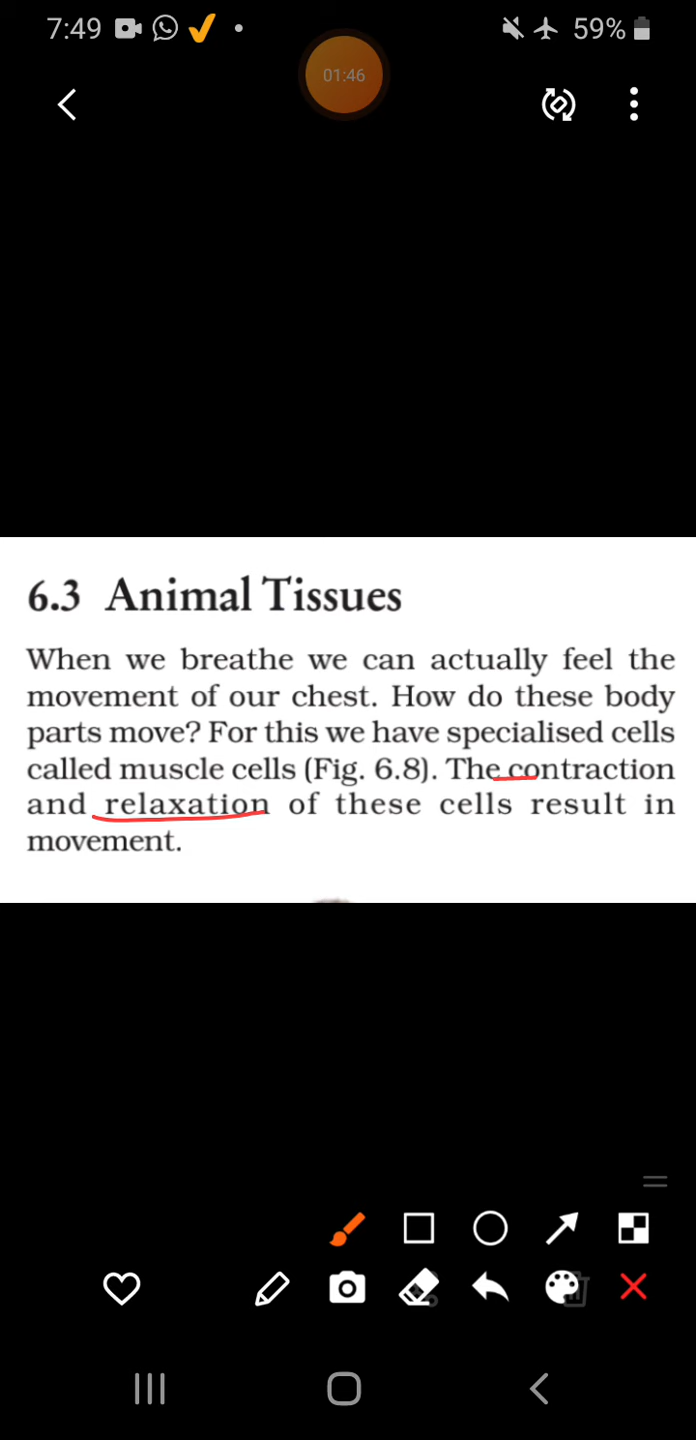 7:49
59%
01:46
6.3 Animal Tissues
When we breathe we can actually feel the
movement of our chest. How do these body
parts move? For this we have specialised cells
called muscle cells (Fig. 6.8). The contraction
and relaxation of these cells result in
movement.